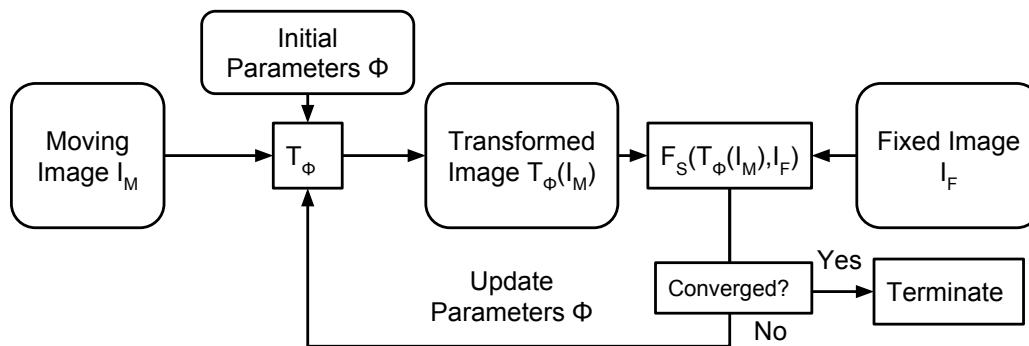 Initial
Parameters Φ
Moving
Image I_M
T_Φ
Transformed
Image T_Φ(I_M)
F_S(T_Φ(I_M),I_F)
Fixed Image
I_F
Update
Parameters Φ
Converged?
Yes
No
Terminate